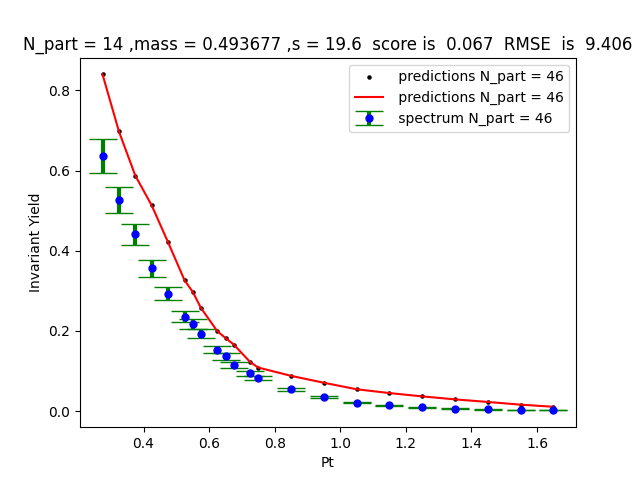 N_part = 14 ,mass = 0.493677 ,s = 19.6  score is  0.067  RMSE  is  9.406
predictions N_part = 46
predictions N_part = 46
spectrum N_part = 46
Invariant Yield
0.8
0.6
0.4
0.2
0.0
0.4 0.6 0.8 1.0 1.2 1.4 1.6
Pt